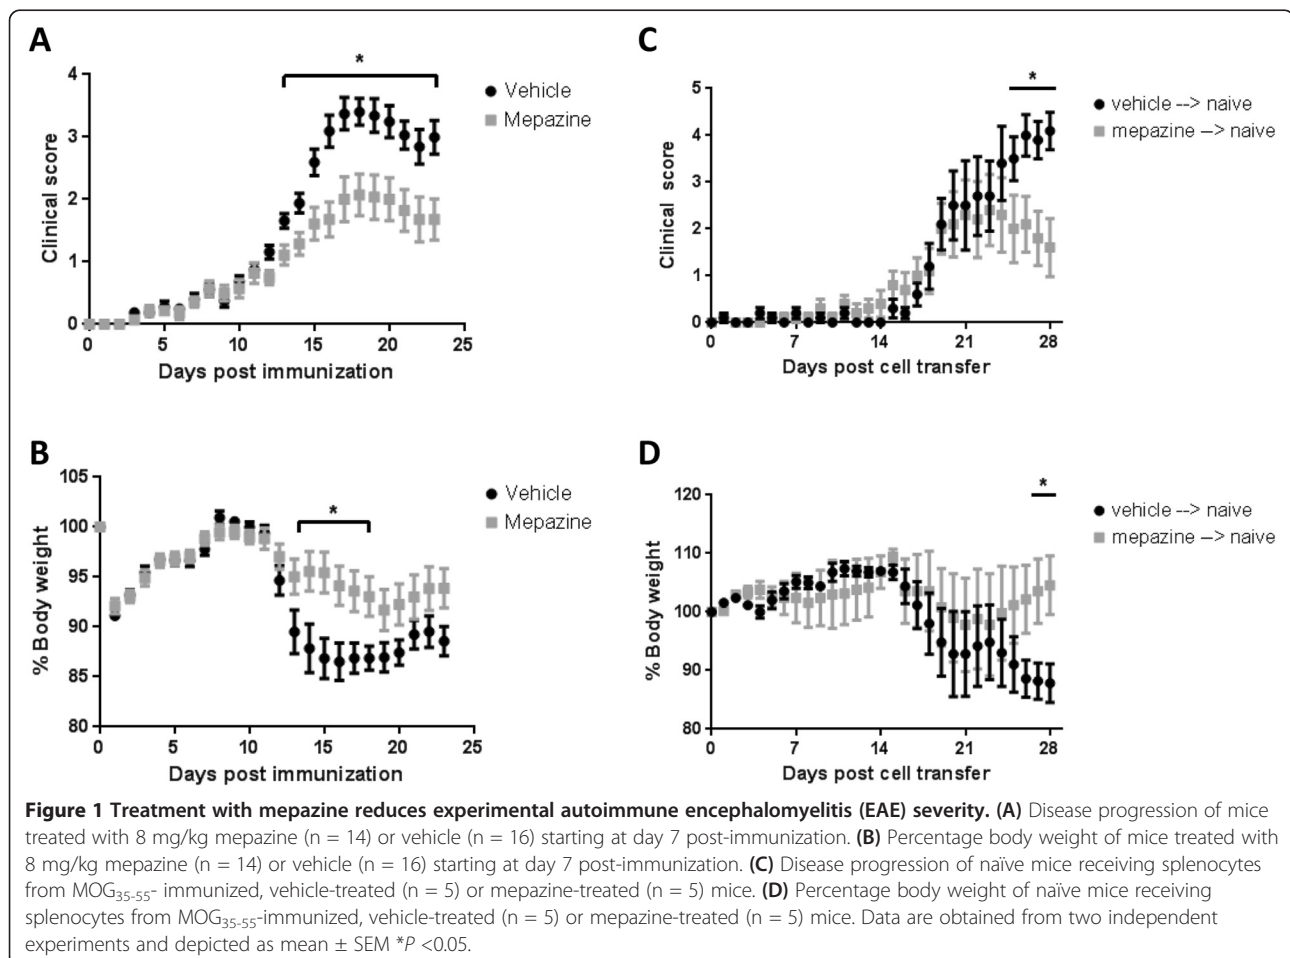 A
*
4
3
2
1
0
Clinical score
0 5 10 15 20 25
Days post immunization
Vehicle
Mepazine
C
*
5
4
3
2
1
0
Clinical score
0 7 14 21 28
Days post cell transfer
vehicle --> naive
mepazine --> naive
B
*
105
100
95
90
85
80
% Body weight
0 5 10 15 20 25
Days post immunization
Vehicle
Mepazine
D
*
120
110
100
90
80
% Body weight
0 7 14 21 28
Days post cell transfer
vehicle --> naive
mepazine --> naive
Figure 1 Treatment with mepazine reduces experimental autoimmune encephalomyelitis (EAE) severity. (A) Disease progression of mice
treated with 8 mg/kg mepazine (n = 14) or vehicle (n = 16) starting at day 7 post-immunization. (B) Percentage body weight of mice treated with
8 mg/kg mepazine (n = 14) or vehicle (n = 16) starting at day 7 post-immunization. (C) Disease progression of naïve mice receiving splenocytes
from MOG35-55- immunized, vehicle-treated (n = 5) or mepazine-treated (n = 5) mice. (D) Percentage body weight of naïve mice receiving
splenocytes from MOG35-55-immunized, vehicle-treated (n = 5) or mepazine-treated (n = 5) mice. Data are obtained from two independent
experiments and depicted as mean ± SEM *P <0.05.